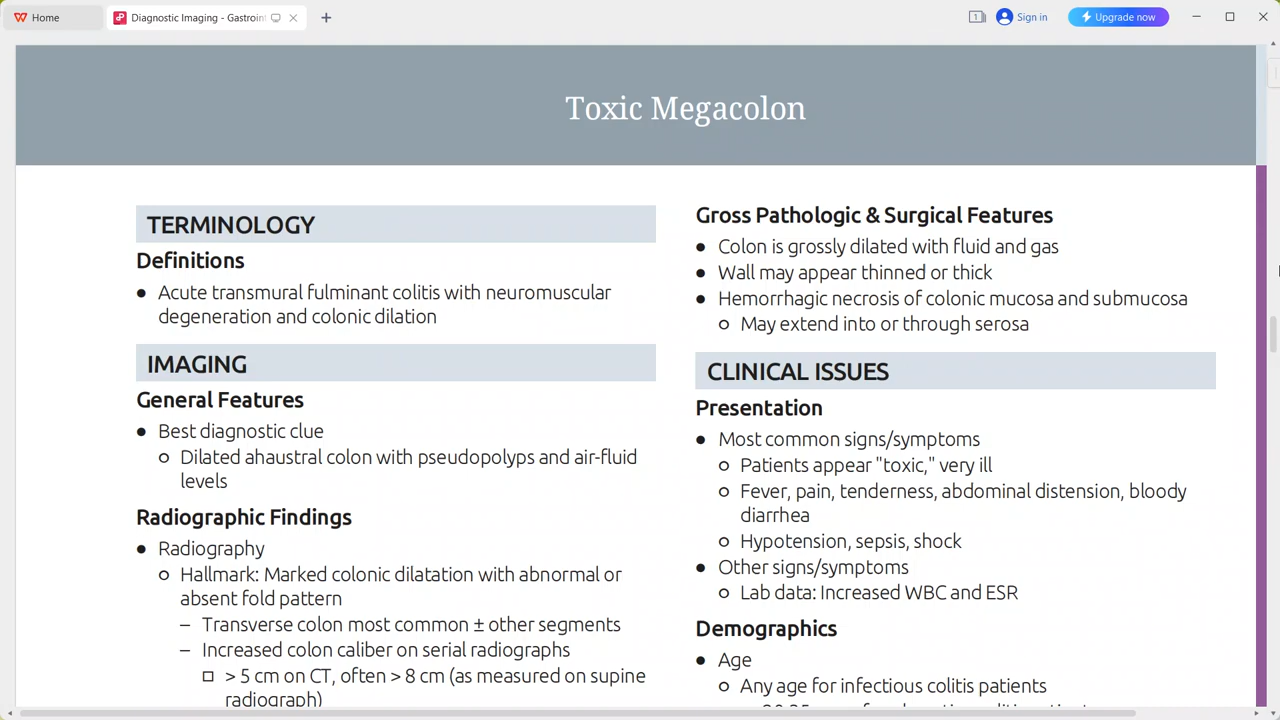 Home
Diagnostic Imaging - Gastroint
Sign in
Upgrade now
Toxic Megacolon
TERMINOLOGY
Definitions
● Acute transmural fulminant colitis with neuromuscular
degeneration and colonic dilation
IMAGING
General Features
● Best diagnostic clue
○ Dilated ahaustral colon with pseudopolyps and air-fluid
levels
Radiographic Findings
● Radiography
○ Hallmark: Marked colonic dilatation with abnormal or
absent fold pattern
– Transverse colon most common ± other segments
– Increased colon caliber on serial radiographs
□ > 5 cm on CT, often > 8 cm (as measured on supine
radiograph)
Gross Pathologic & Surgical Features
● Colon is grossly dilated with fluid and gas
● Wall may appear thinned or thick
● Hemorrhagic necrosis of colonic mucosa and submucosa
○ May extend into or through serosa
CLINICAL ISSUES
Presentation
● Most common signs/symptoms
○ Patients appear "toxic," very ill
○ Fever, pain, tenderness, abdominal distension, bloody
diarrhea
○ Hypotension, sepsis, shock
● Other signs/symptoms
○ Lab data: Increased WBC and ESR
Demographics
● Age
○ Any age for infectious colitis patients